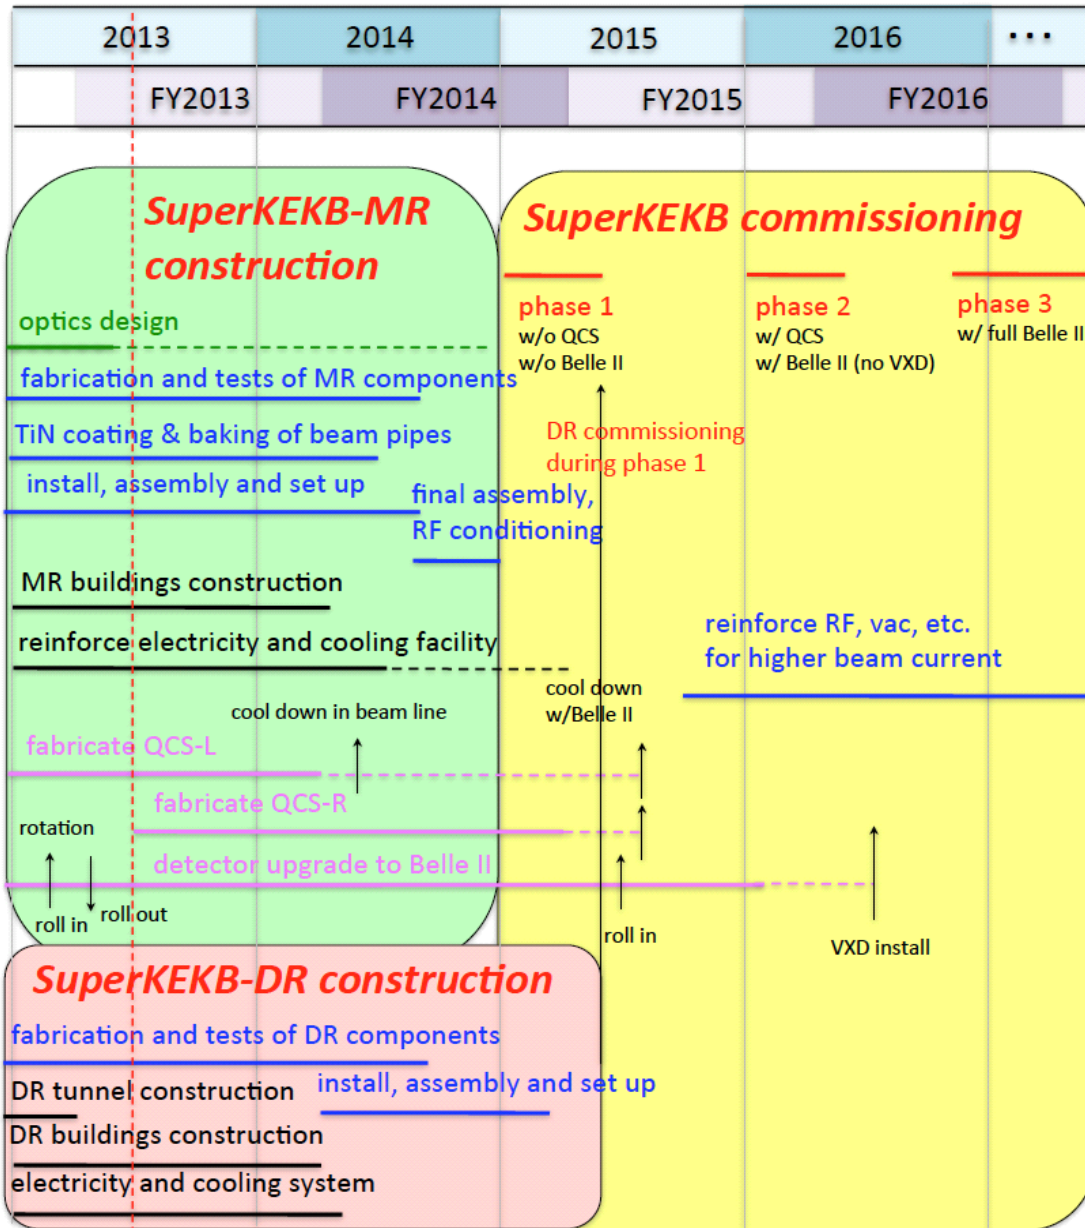 2013 2014 2015 2016 ...
FY2013 FY2014 FY2015 FY2016
SuperKEKB-MR
construction
optics design
fabrication and tests of MR components
TiN coating & baking of beam pipes
install, assembly and set up
final assembly,
RF conditioning
MR buildings construction
reinforce electricity and cooling facility
cool down in beam line
fabricate QCS-L
fabricate QCS-R
rotation
detector upgrade to Belle II
roll in
roll out
SuperKEKB commissioning
phase 1
w/o QCS
w/o Belle II
phase 2
w/ QCS
w/ Belle II (no VXD)
phase 3
w/ full Belle II
DR commissioning
during phase 1
reinforce RF, vac, etc.
for higher beam current
cool down
w/Belle II
roll in
VXD install
SuperKEKB-DR construction
fabrication and tests of DR components
DR tunnel construction
install, assembly and set up
DR buildings construction
electricity and cooling system